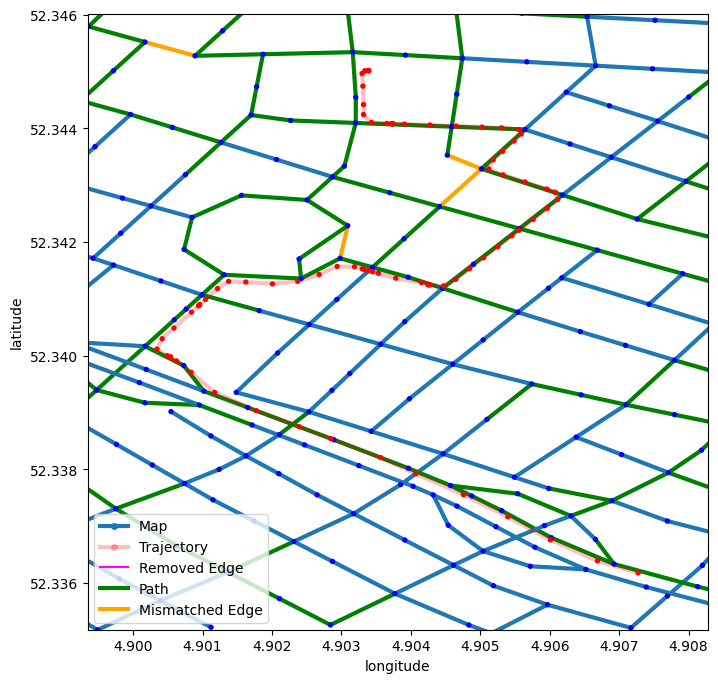 52.346
52.344
52.342
52.340
52.338
52.336
latitude
Map
Trajectory
Removed Edge
Path
Mismatched Edge
4.900 4.901 4.902 4.903 4.904 4.905 4.906 4.907 4.908
longitude